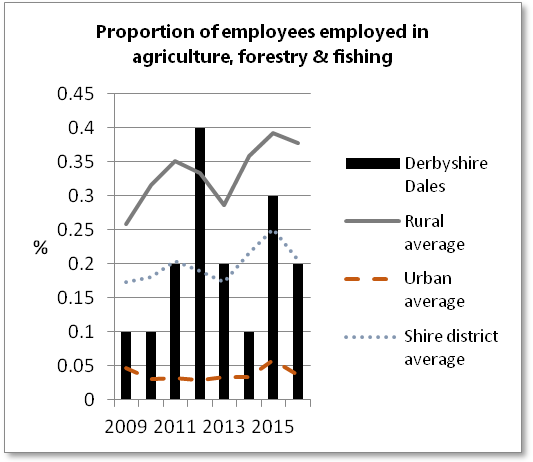 Proportion of employees employed in
agriculture, forestry & fishing
0.45
0.4
0.35
0.3
0.25
0.2
0.15
0.1
0.05
0
%
2009 2011 2013 2015
Derbyshire
Dales
Rural
average
Urban
average
Shire district
average